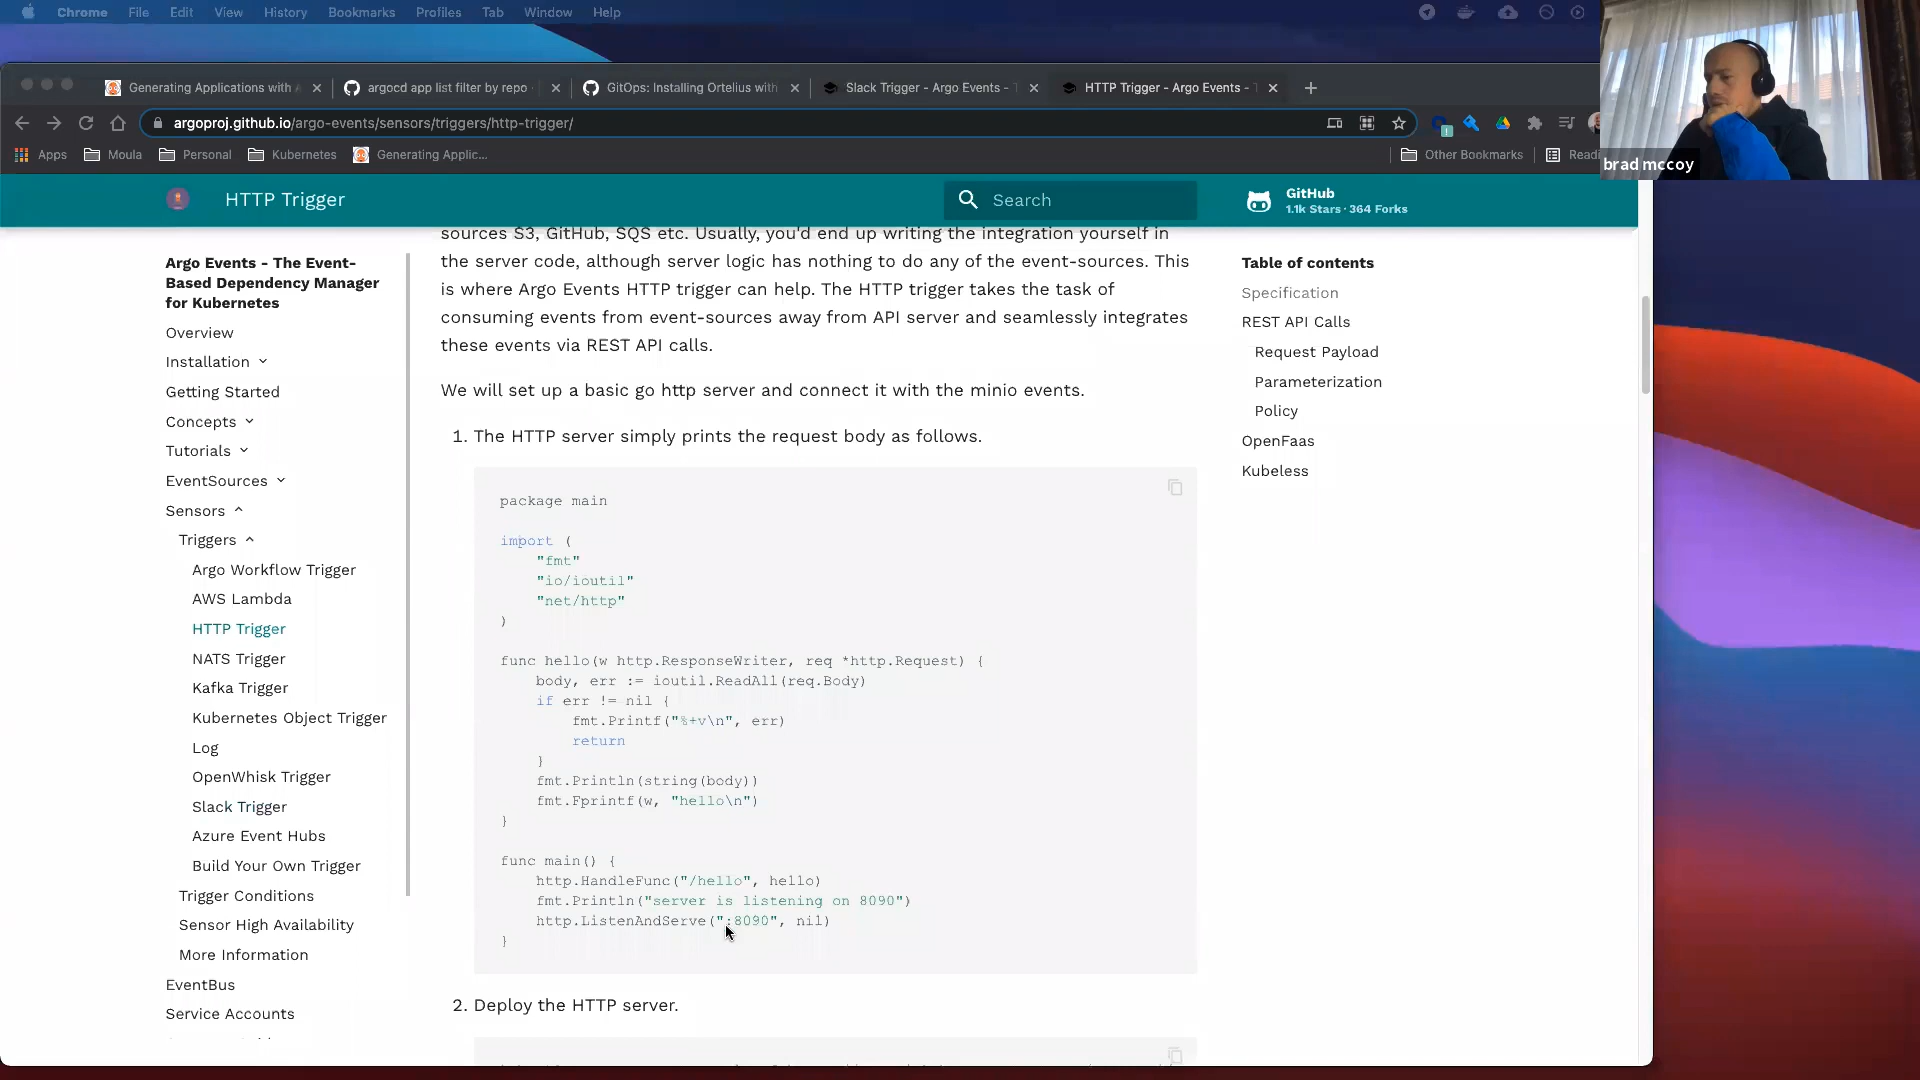 Chrome File Edit View History Bookmarks Profiles Tab Window Help
Generating Applications with
argocd app list filter by repo
GitOps: Installing Ortelius with
Slack Trigger - Argo Events -
HTTP Trigger - Argo Events -
argoproj.github.io/argo-events/sensors/triggers/http-trigger/
Apps Moula Personal Kubernetes Generating Applic... Other Bookmarks
brad mccoy
HTTP Trigger
Search
GitHub
1.1k Stars · 364 Forks
Argo Events - The Event-
Based Dependency Manager
for Kubernetes
Overview
Installation
Getting Started
Concepts
Tutorials
EventSources
Sensors
Triggers
Argo Workflow Trigger
AWS Lambda
HTTP Trigger
NATS Trigger
Kafka Trigger
Kubernetes Object Trigger
Log
OpenWhisk Trigger
Slack Trigger
Azure Event Hubs
Build Your Own Trigger
Trigger Conditions
Sensor High Availability
More Information
EventBus
Service Accounts
sources S3, GitHub, SQS etc. Usually, you'd end up writing the integration yourself in
the server code, although server logic has nothing to do any of the event-sources. This
is where Argo Events HTTP trigger can help. The HTTP trigger takes the task of
consuming events from event-sources away from API server and seamlessly integrates
these events via REST API calls.
We will set up a basic go http server and connect it with the minio events.
1. The HTTP server simply prints the request body as follows.
package main
import (
"fmt"
"io/ioutil"
"net/http"
)
func hello(w http.ResponseWriter, req *http.Request) {
body, err := ioutil.ReadAll(req.Body)
if err != nil {
fmt.Printf("%+v\n", err)
return
}
fmt.Println(string(body))
fmt.Fprintf(w, "hello\n")
}
func main() {
http.HandleFunc("/hello", hello)
fmt.Println("server is listening on 8090")
http.ListenAndServe(":8090", nil)
}
2. Deploy the HTTP server.
Table of contents
Specification
REST API Calls
Request Payload
Parameterization
Policy
OpenFaas
Kubeless